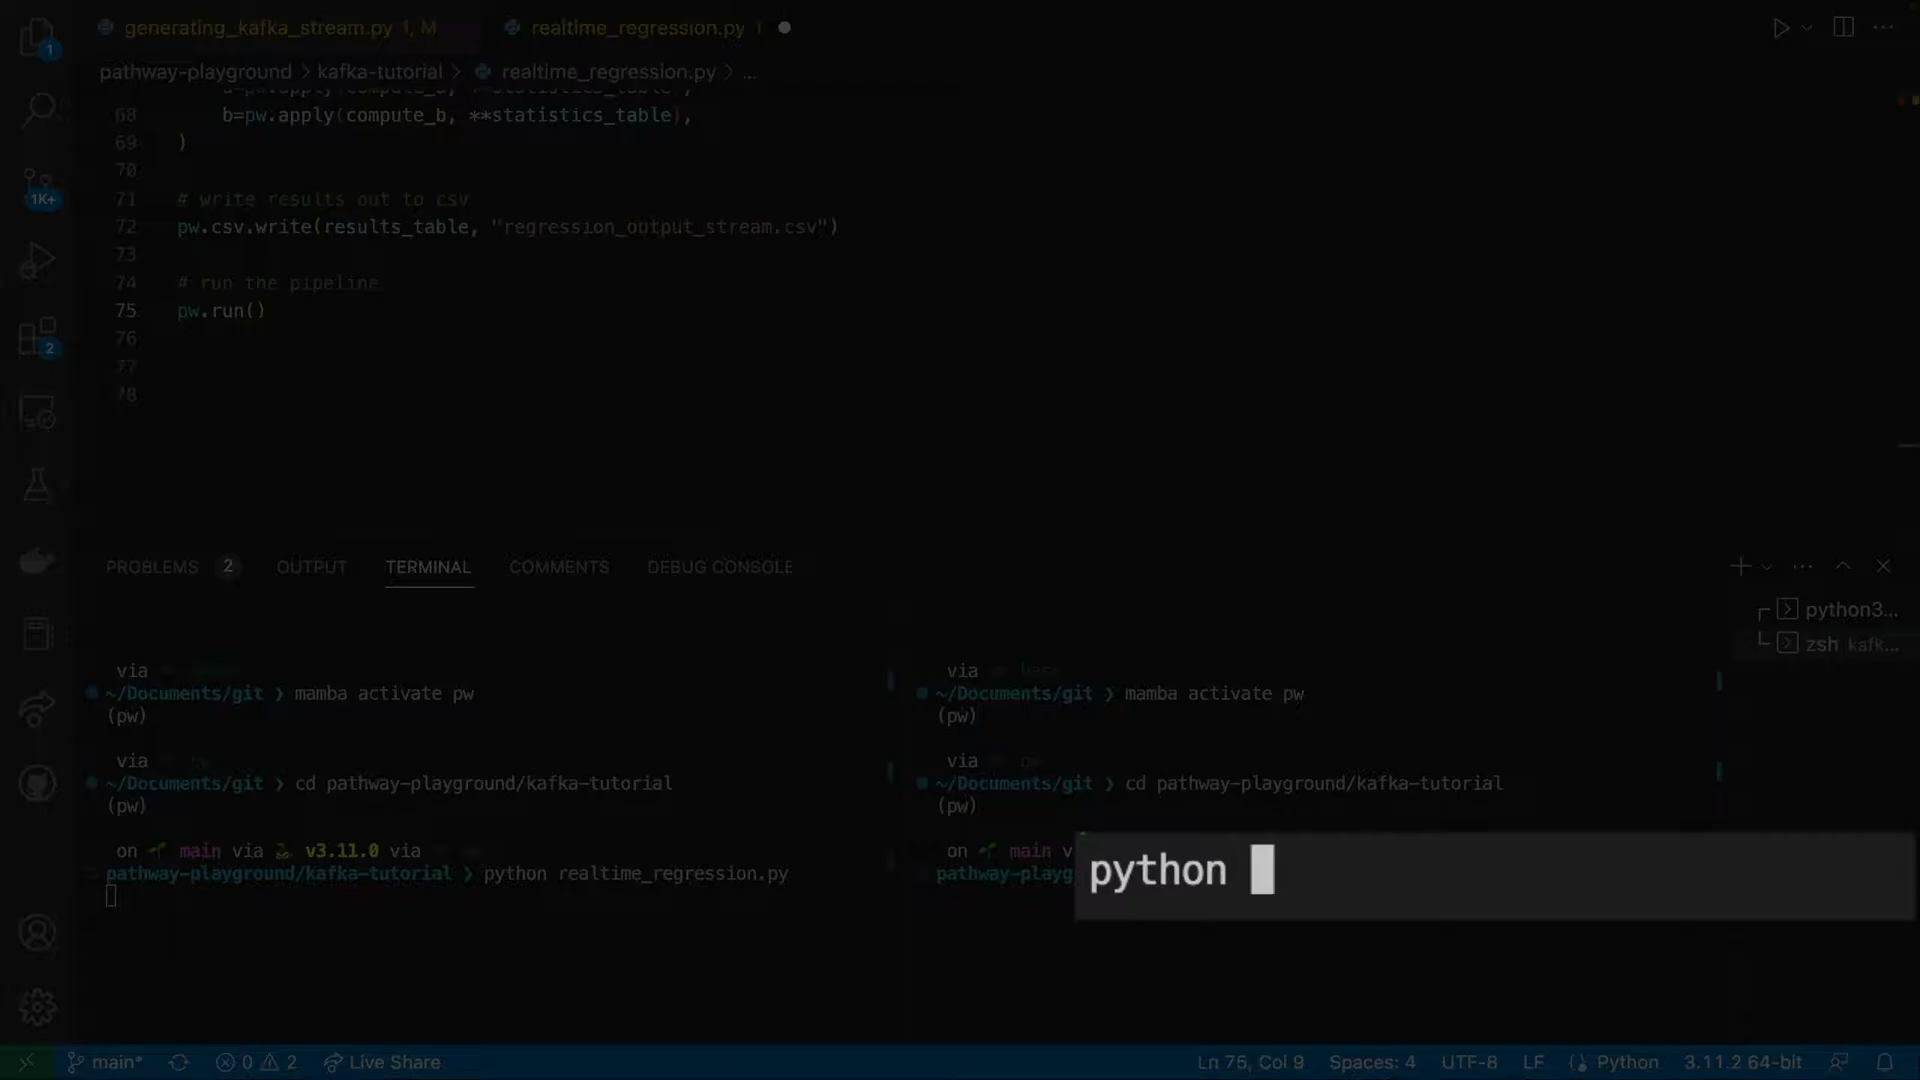 generating_kafka_stream.py 1, M
realtime_regression.py 1
pathway-playground > kafka-tutorial > realtime_regression.py > ...
68 b=pw.apply(compute_b, **statistics_table),
69 )
70
71 # write results out to csv
72 pw.csv.write(results_table, "regression_output_stream.csv")
73
74 # run the pipeline
75 pw.run()
76
77
78
1
1K+
2
PROBLEMS 2 OUTPUT TERMINAL COMMENTS DEBUG CONSOLE
python3...
zsh kafk...
via
~/Documents/git ❯ mamba activate pw
(pw)
via
~/Documents/git ❯ cd pathway-playground/kafka-tutorial
(pw)
on main via v3.11.0 via
pathway-playground/kafka-tutorial ❯ python realtime_regression.py
via base
~/Documents/git ❯ mamba activate pw
(pw)
via pw
~/Documents/git ❯ cd pathway-playground/kafka-tutorial
(pw)
on main v
pathway-playg
python
main* 0 2 Live Share
Ln 75, Col 9 Spaces: 4 UTF-8 LF Python 3.11.2 64-bit